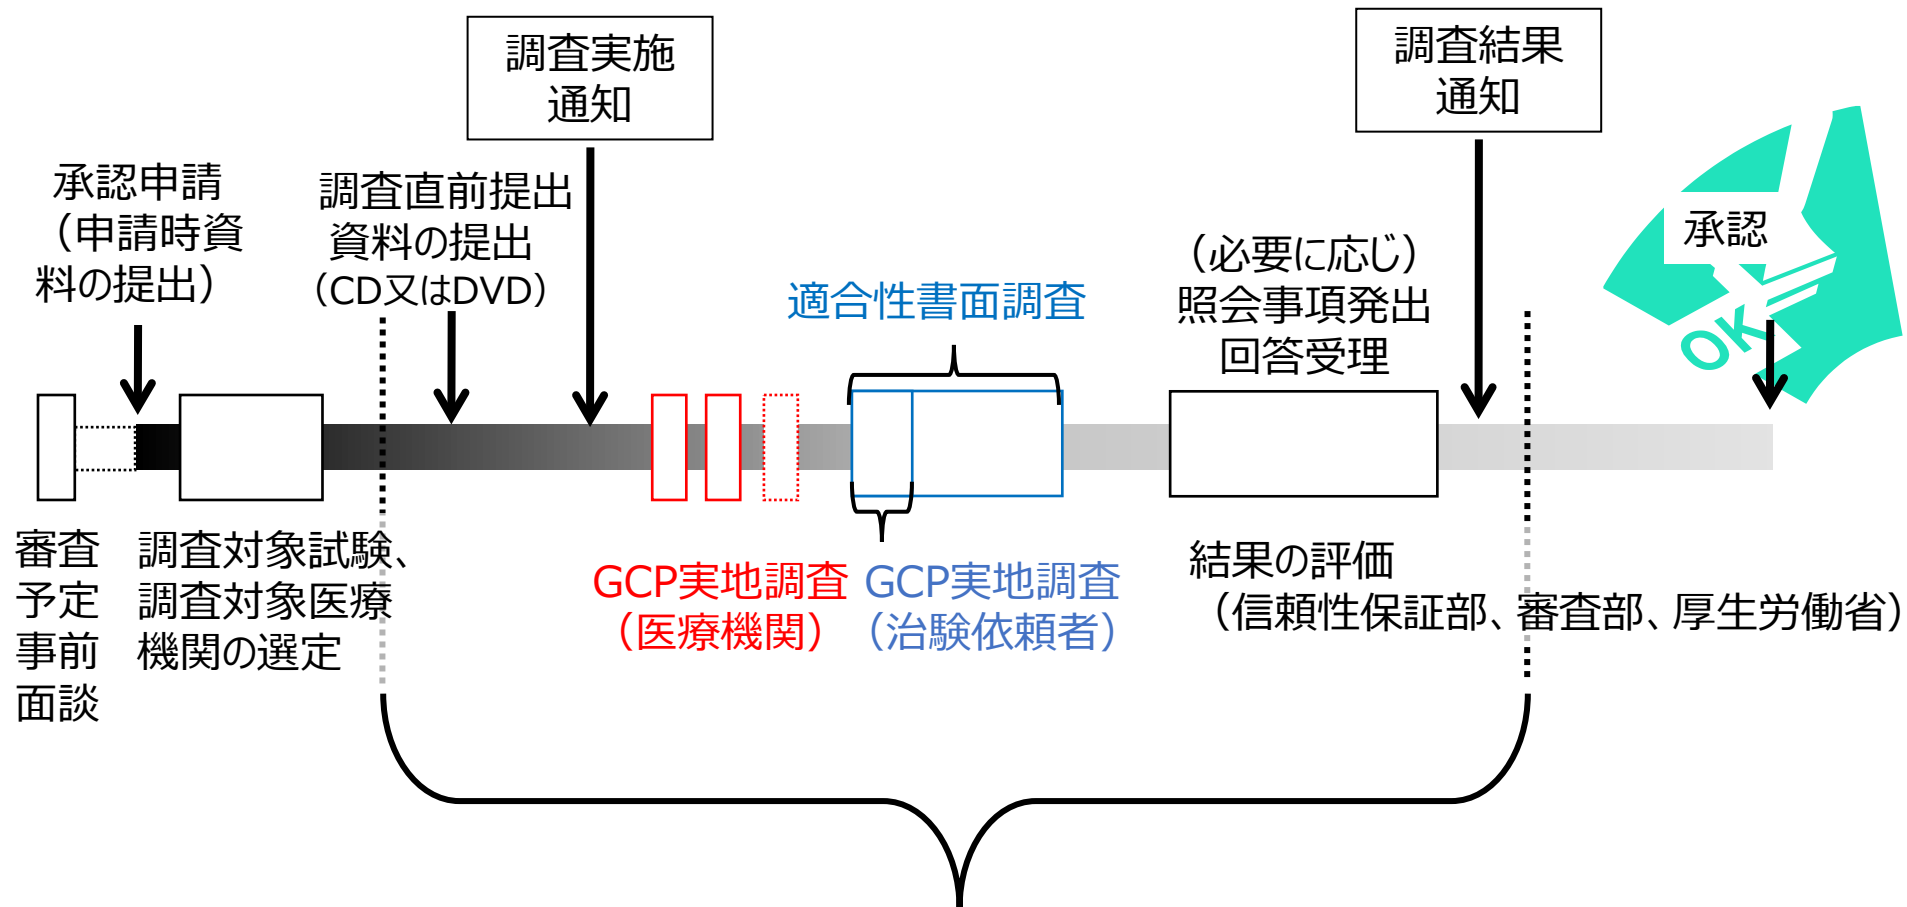 調査実施
通知
調査結果
通知
承認申請
（申請時資
料の提出）
調査直前提出
資料の提出
（CD又はDVD）
適合性書面調査
（必要に応じ）
照会事項発出
回答受理
承認
OK
審査
予定
事前
面談
調査対象試験、
調査対象医療
機関の選定
GCP実地調査
（医療機関）
GCP実地調査
（治験依頼者）
結果の評価
（信頼性保証部、審査部、厚生労働省）